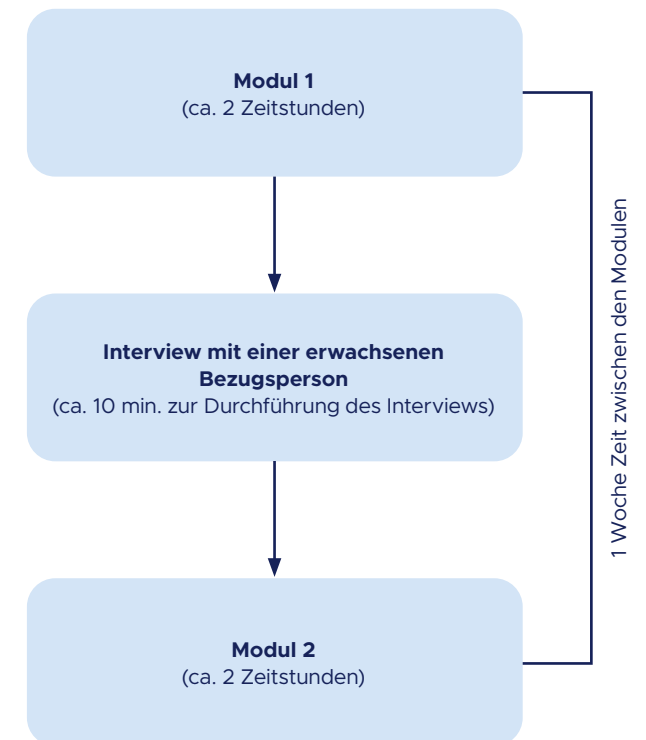 Modul 1
(ca. 2 Zeitstunden)
Interview mit einer erwachsenen
Bezugsperson
(ca. 10 min. zur Durchführung des Interviews)
Modul 2
(ca. 2 Zeitstunden)
1 Woche Zeit zwischen den Modulen